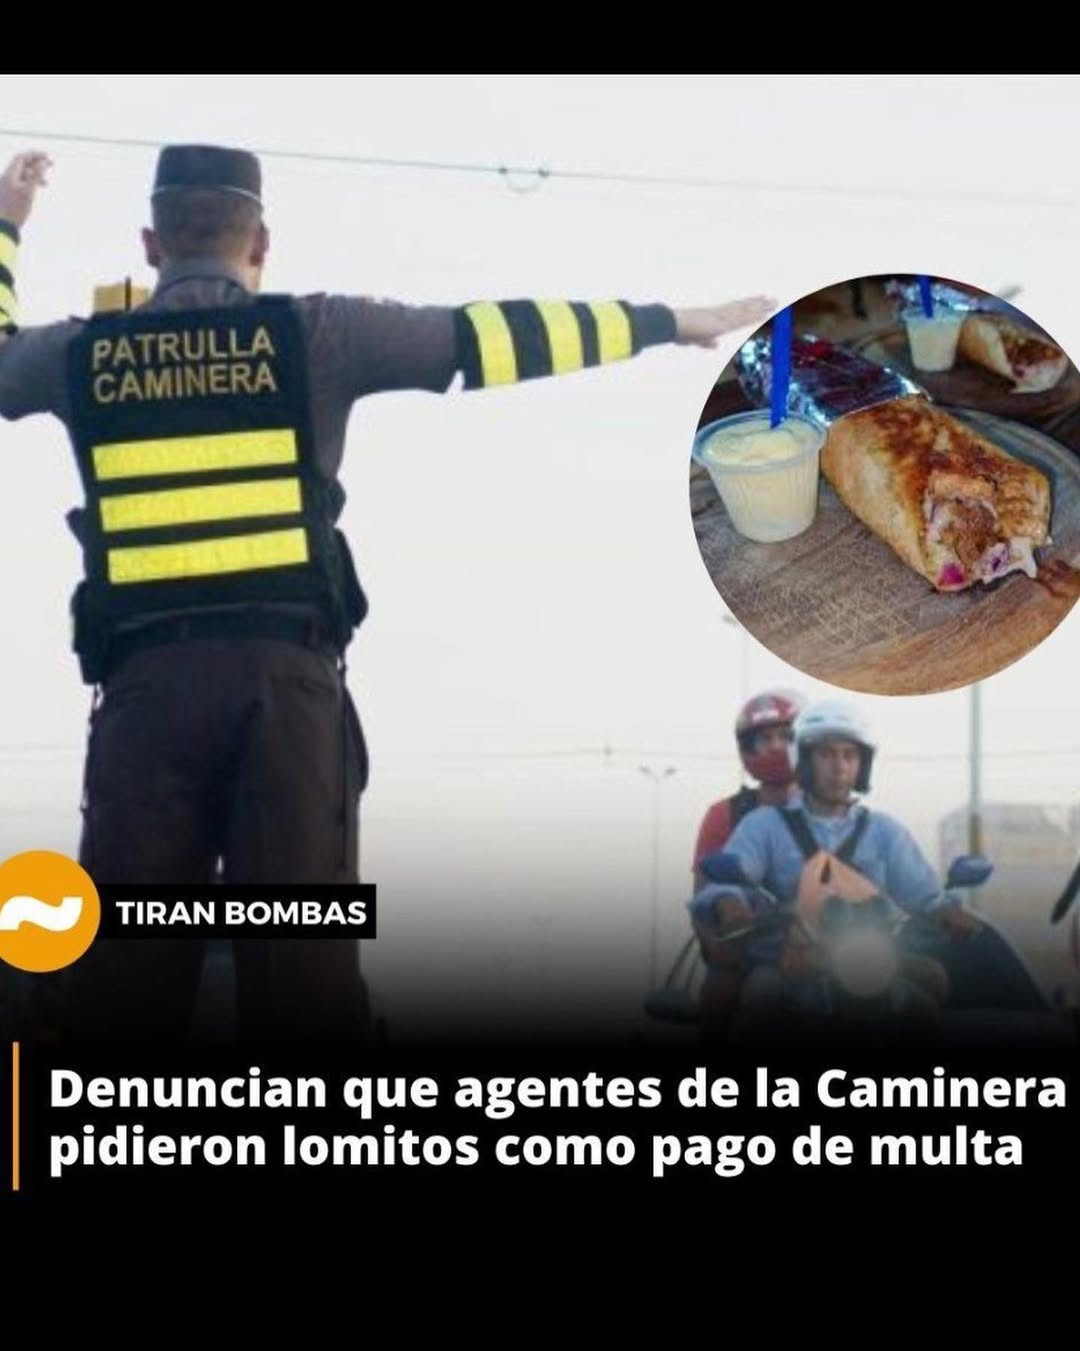 PATRULLA
CAMINERA
TIRAN BOMBAS
Denuncian que agentes de la Caminera
pidieron lomitos como pago de multa